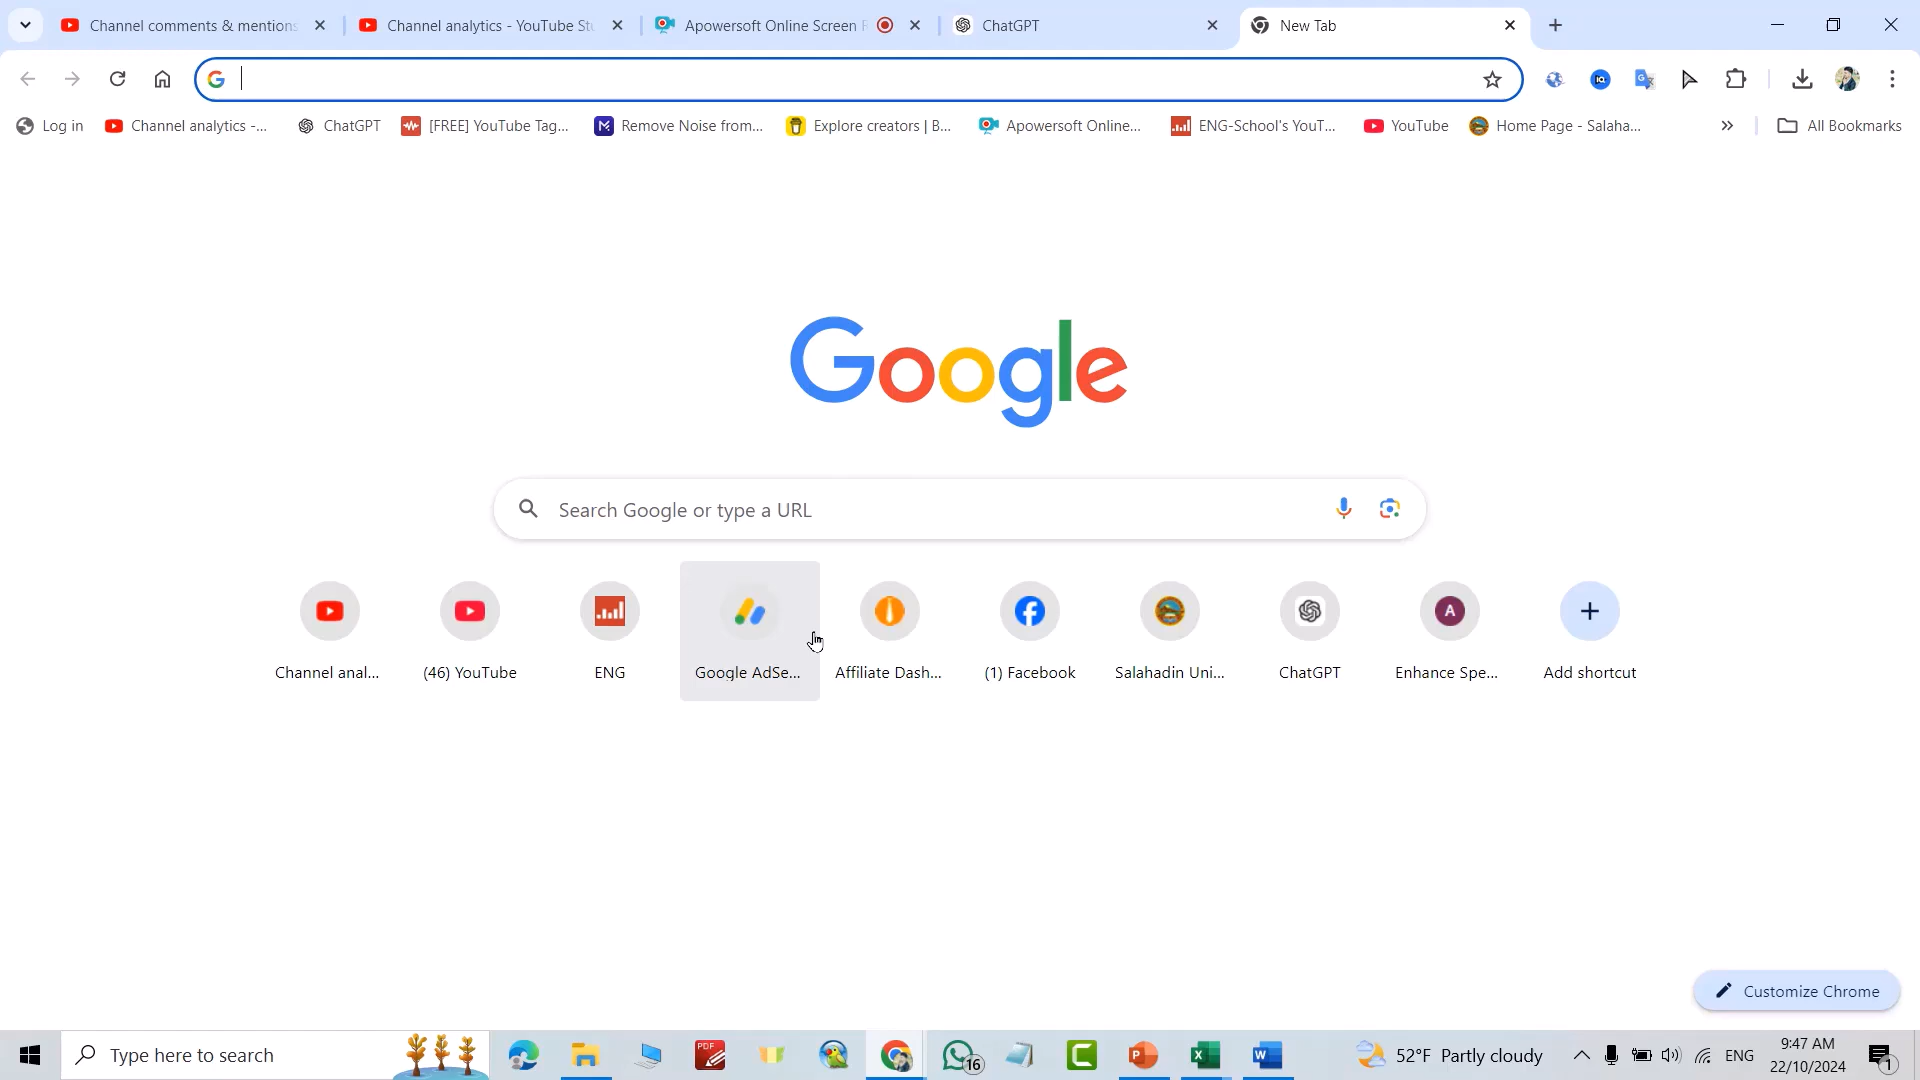 Channel comments & mentions
Channel analytics - YouTube Stu
Apowersoft Online Screen R
ChatGPT
New Tab
Log in
Channel analytics -...
ChatGPT
[FREE] YouTube Tag...
Remove Noise from...
Explore creators | B...
Apowersoft Online...
ENG-School's YouT...
YouTube
Home Page - Salaha...
All Bookmarks
Google
Search Google or type a URL
Channel anal...
(46) YouTube
ENG
Google AdSe...
Affiliate Dash...
(1) Facebook
Salahadin Uni...
ChatGPT
A
Enhance Spe...
Add shortcut
Customize Chrome
Type here to search
PDF
16
52°F Partly cloudy
ENG
9:47 AM
22/10/2024
1